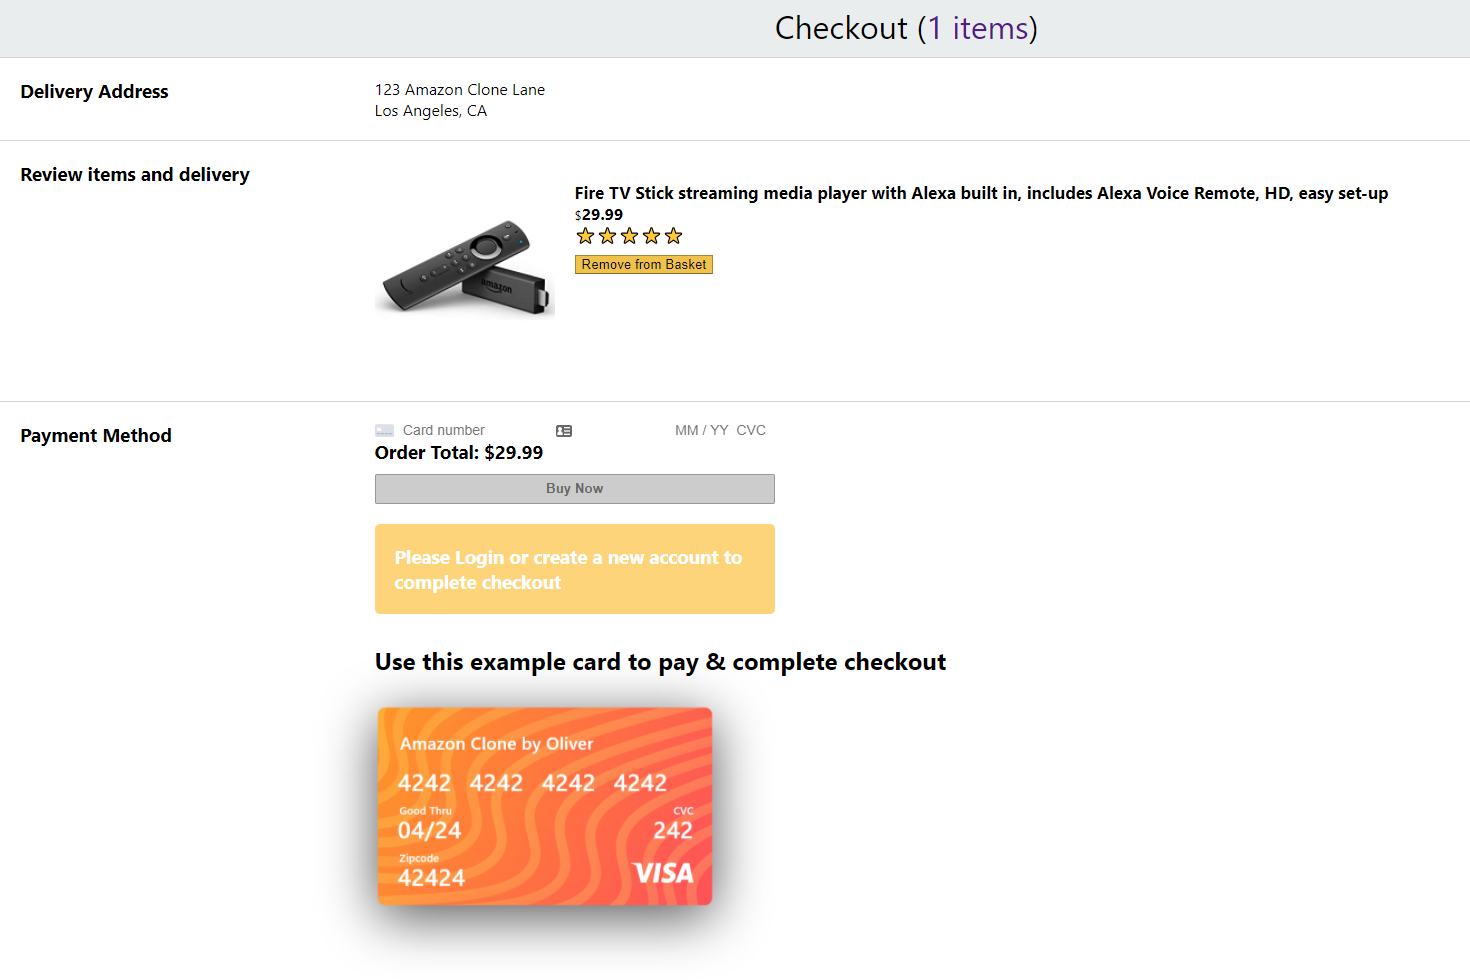 Checkout (1 items)
Delivery Address
123 Amazon Clone Lane
Los Angeles, CA
Review items and delivery
Fire TV Stick streaming media player with Alexa built in, includes Alexa Voice Remote, HD, easy set-up
$29.99
Remove from Basket
amazon
Payment Method
Card number MM / YY CVC
Order Total: $29.99
Buy Now
Please Login or create a new account to
complete checkout
Use this example card to pay & complete checkout
Amazon Clone by Oliver
4242 4242 4242 4242
Good Thru CVC
04/24 242
Zipcode
42424 VISA